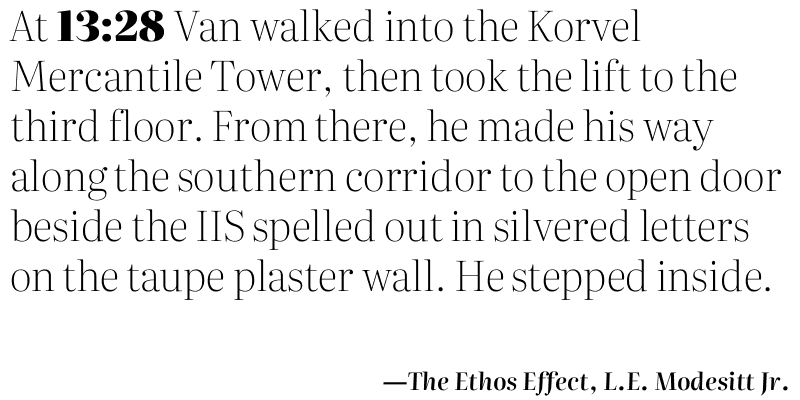 At 13:28 Van walked into the Korvel
Mercantile Tower, then took the lift to the
third floor. From there, he made his way
along the southern corridor to the open door
beside the IIS spelled out in silvered letters
on the taupe plaster wall. He stepped inside.
—The Ethos Effect, L.E. Modesitt Jr.